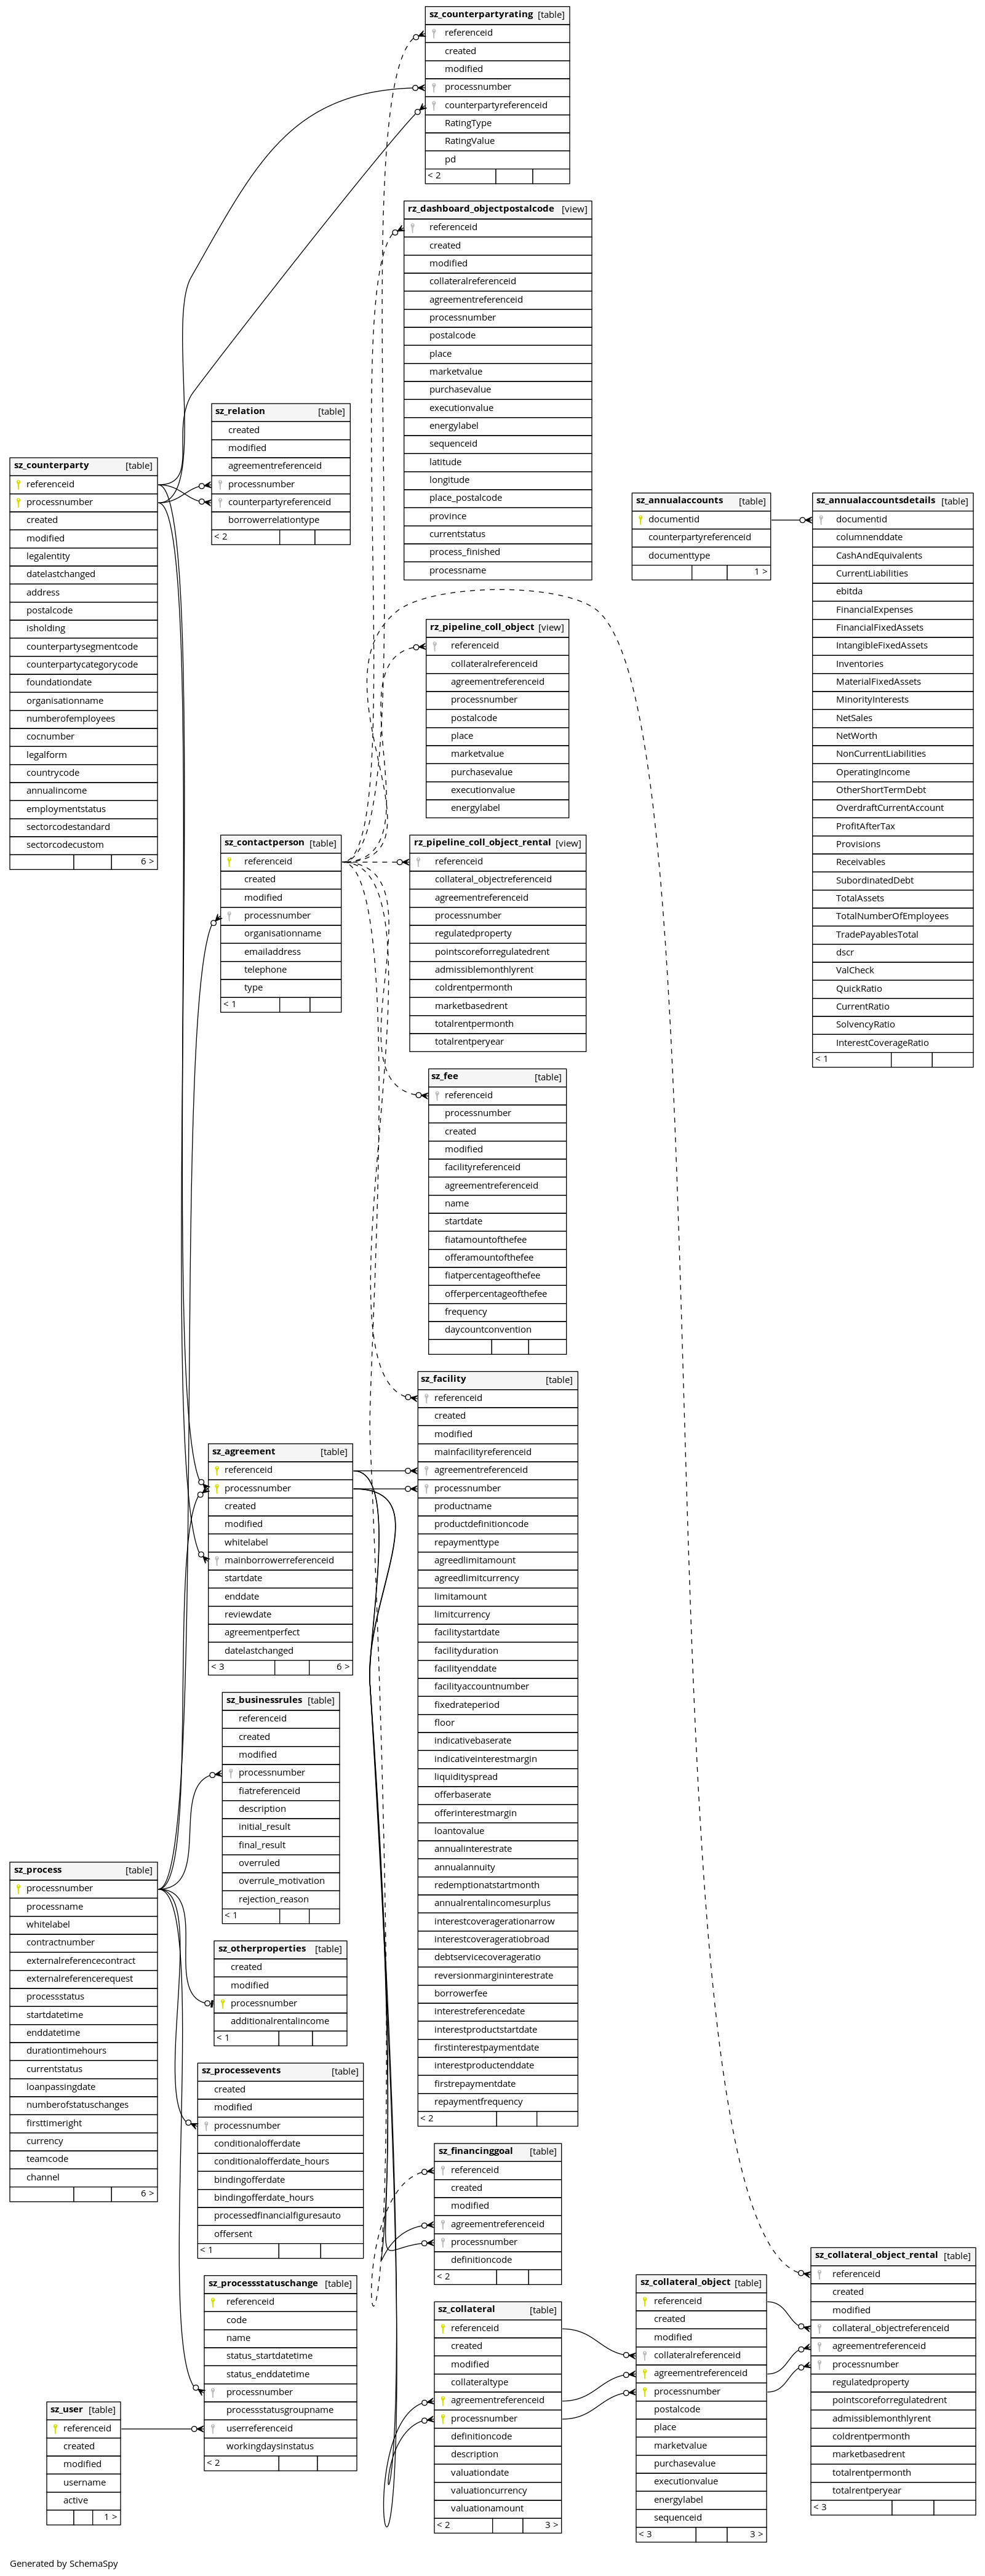 sz_counterpartyrating [table]
referenceid
created
modified
processnumber
counterpartyreferenceid
RatingType
RatingValue
pd
< 2
rz_dashboard_objectpostalcode [view]
referenceid
created
modified
collateralreferenceid
agreementreferenceid
processnumber
postalcode
place
marketvalue
purchasevalue
executionvalue
energylabel
sequenceid
latitude
longitude
place_postalcode
province
currentstatus
process_finished
processname
sz_relation [table]
created
modified
agreementreferenceid
processnumber
counterpartyreferenceid
borrowerrelationtype
< 2
sz_counterparty [table]
referenceid
processnumber
created
modified
legalentity
datelastchanged
address
postalcode
isholding
counterpartysegmentcode
counterpartycategorycode
foundationdate
organisationname
numberofemployees
cocnumber
legalform
countrycode
annualincome
employmentstatus
sectorcodestandard
sectorcodecustom
6 >
sz_annualaccounts [table]
documentid
counterpartyreferenceid
documenttype
1 >
sz_annualaccountsdetails [table]
documentid
columnenddate
CashAndEquivalents
CurrentLiabilities
ebitda
FinancialExpenses
FinancialFixedAssets
IntangibleFixedAssets
Inventories
MaterialFixedAssets
MinorityInterests
NetSales
NetWorth
NonCurrentLiabilities
OperatingIncome
OtherShortTermDebt
OverdraftCurrentAccount
ProfitAfterTax
Provisions
Receivables
SubordinatedDebt
TotalAssets
TotalNumberOfEmployees
TradePayablesTotal
dscr
ValCheck
QuickRatio
CurrentRatio
SolvencyRatio
InterestCoverageRatio
< 1
rz_pipeline_coll_object [view]
referenceid
collateralreferenceid
agreementreferenceid
processnumber
postalcode
place
marketvalue
purchasevalue
executionvalue
energylabel
sz_contactperson [table]
referenceid
created
modified
processnumber
organisationname
emailaddress
telephone
type
< 1
rz_pipeline_coll_object_rental [view]
referenceid
collateral_objectreferenceid
agreementreferenceid
processnumber
regulatedproperty
pointscoreforregulatedrent
admissiblemonthlyrent
coldrentpermonth
marketbasedrent
totalrentpermonth
totalrentperyear
sz_fee [table]
referenceid
processnumber
created
modified
facilityreferenceid
agreementreferenceid
name
startdate
fiatamountofthefee
offeramountofthefee
fiatpercentageofthefee
offerpercentageofthefee
frequency
daycountconvention
sz_facility [table]
referenceid
created
modified
mainfacilityreferenceid
agreementreferenceid
processnumber
productname
productdefinitioncode
repaymenttype
agreedlimitamount
agreedlimitcurrency
limitamount
limitcurrency
facilitystartdate
facilityduration
facilityenddate
facilityaccountnumber
fixedrateperiod
floor
indicativebaserate
indicativeinterestmargin
liquidityspread
offerbaserate
offerinterestmargin
loantovalue
annualinterestrate
annualannuity
redemptionatstartmonth
annualrentalincomesurplus
interestcoverageratioarrow
interestcoverageratiobroad
debtservicecoverageratio
reversionmargininterestrate
borrowerfee
interestreferencedate
interestproductstartdate
firstinterestpaymentdate
interestproductenddate
firstrepaymentdate
repaymentfrequency
< 2
sz_agreement [table]
referenceid
processnumber
created
modified
whitelabel
mainborrowerreferenceid
startdate
enddate
reviewdate
agreementperfect
datelastchanged
< 3 6 >
sz_businessrules [table]
referenceid
created
modified
processnumber
fiatreferenceid
description
initial_result
final_result
overruled
overrule_motivation
rejection_reason
< 1
sz_process [table]
processnumber
processname
whitelabel
contractnumber
externalreferencecontract
externalreferencerequest
processstatus
startdatetime
enddatetime
durationtimehours
currentstatus
loanpassingdate
numberofstatuschanges
firsttimeright
currency
teamcode
channel
6 >
sz_otherproperties [table]
created
modified
processnumber
additionalrentalincome
< 1
sz_processevents [table]
created
modified
processnumber
conditionalofferdate
conditionalofferdate_hours
bindingofferdate
bindingofferdate_hours
processedfinancialfiguresauto
offersent
< 1
sz_financinggoal [table]
referenceid
created
modified
agreementreferenceid
processnumber
definitioncode
< 2
sz_processstatuschange [table]
referenceid
code
name
status_startdatetime
status_enddatetime
processnumber
processstatusgroupname
userreferenceid
workingdaysinstatus
< 2
sz_user [table]
referenceid
created
modified
username
active
1 >
sz_collateral [table]
referenceid
created
modified
collateraltype
agreementreferenceid
processnumber
definitioncode
description
valuationdate
valuationcurrency
valuationamount
< 2 3 >
sz_collateral_object [table]
referenceid
created
modified
collateralreferenceid
agreementreferenceid
processnumber
postalcode
place
marketvalue
purchasevalue
executionvalue
energylabel
sequenceid
< 3 3 >
sz_collateral_object_rental [table]
referenceid
created
modified
collateral_objectreferenceid
agreementreferenceid
processnumber
regulatedproperty
pointscoreforregulatedrent
admissiblemonthlyrent
coldrentpermonth
marketbasedrent
totalrentpermonth
totalrentperyear
< 3
Generated by SchemaSpy